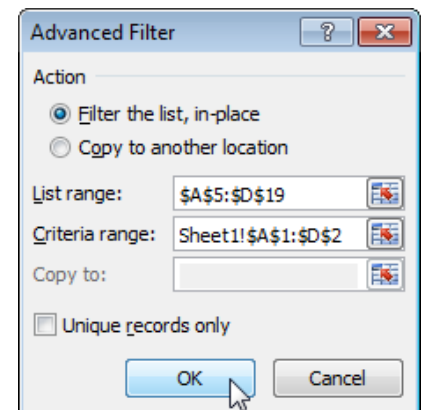 Advanced Filter
Action
Filter the list, in-place
Copy to another location
List range: $A$5:$D$19
Criteria range: Sheet1!$A$1:$D$2
Copy to:
Unique records only
OK Cancel